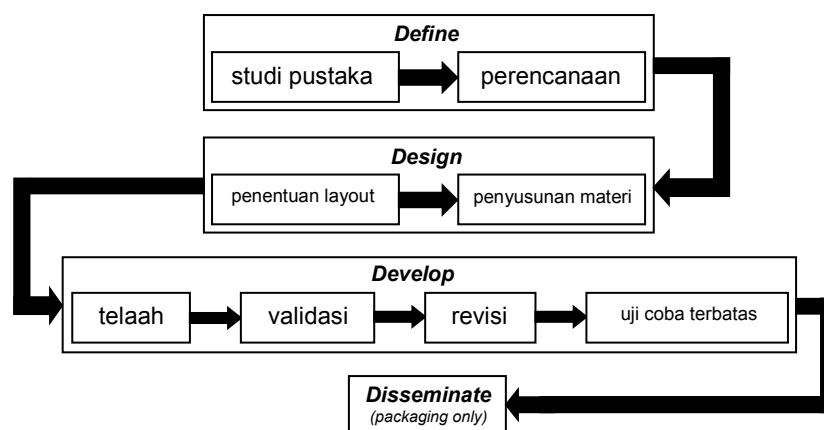 Define
studi pustaka
perencanaan
Design
penentuan layout
penyusunan materi
Develop
telaah
validasi
revisi
uji coba terbatas
Disseminate
(packaging only)